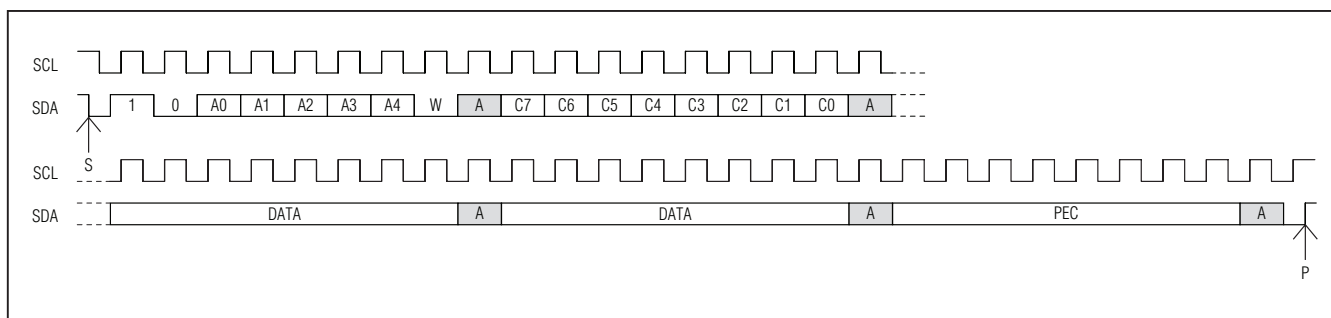 SCL
SDA 1 0 A0 A1 A2 A3 A4 W A C7 C6 C5 C4 C3 C2 C1 C0 A
S
SCL
SDA DATA A DATA A PEC A
P